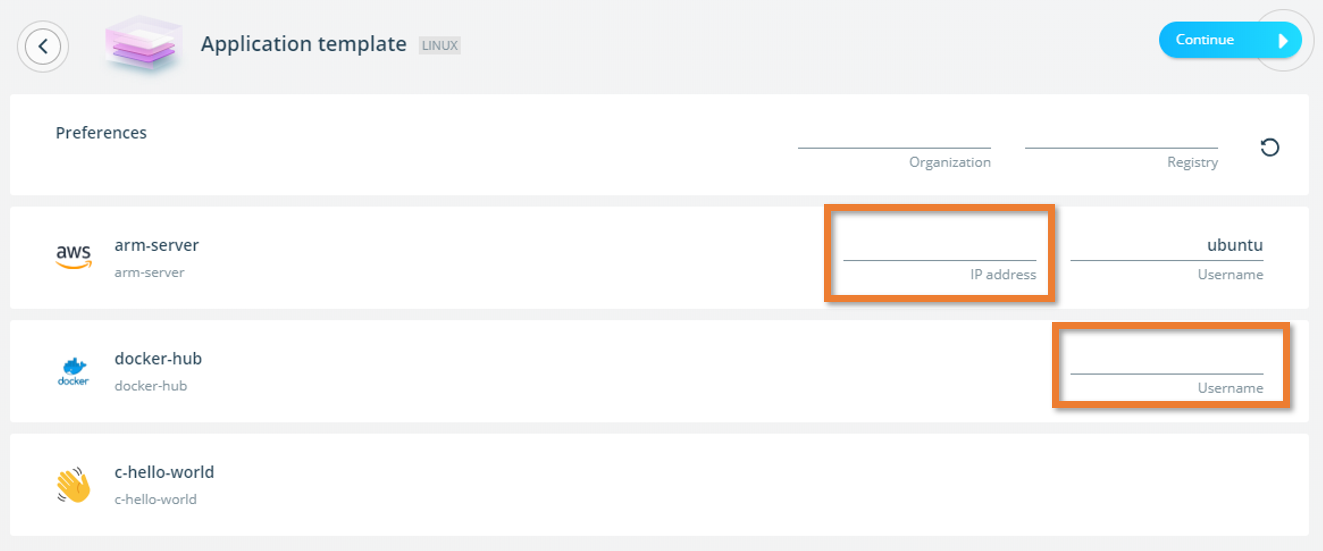 Application template LINUX
Continue
Preferences
Organization
Registry
aws
arm-server
arm-server
IP address
ubuntu
Username
docker
docker-hub
docker-hub
Username
c-hello-world
c-hello-world